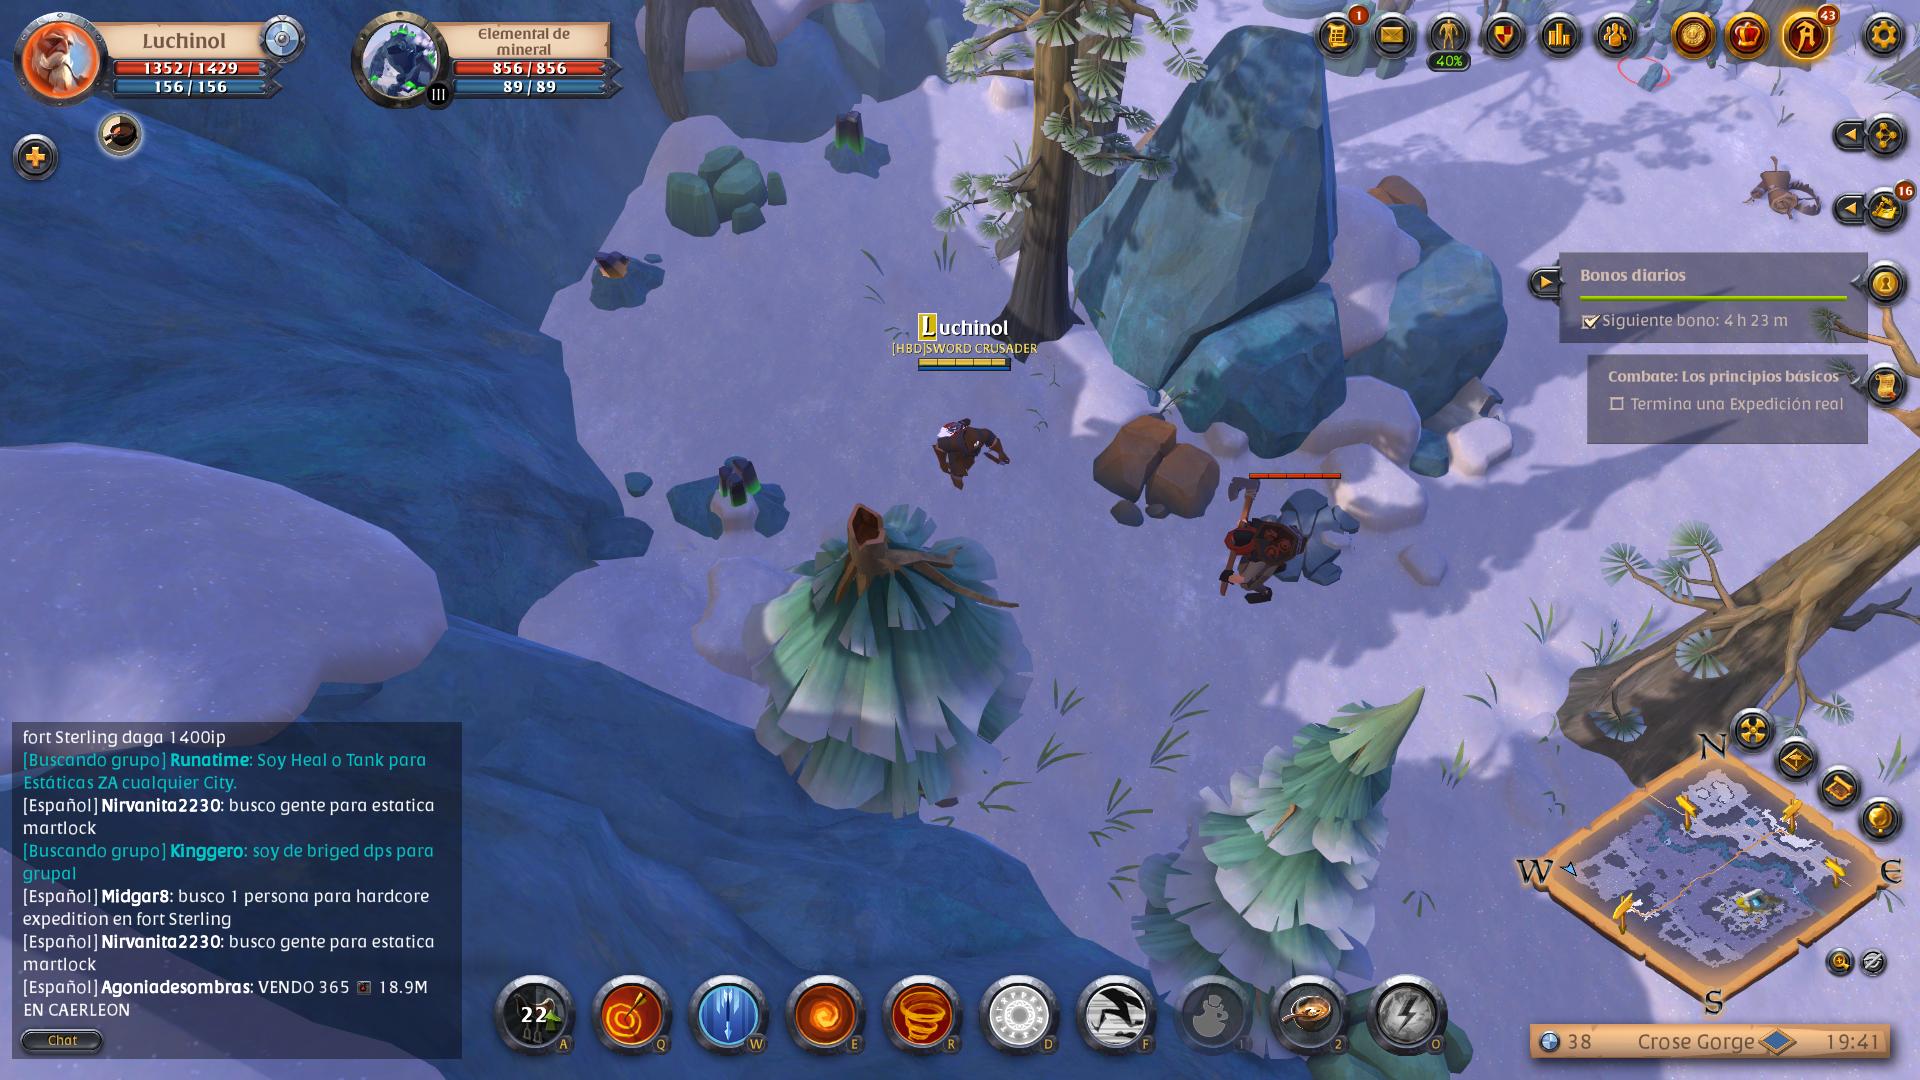 Luchinol
1352 / 1429
156 / 156
Elemental de
mineral
856 / 856
89 / 89
III
1
40%
43
16
Bonos diarios
Siguiente bono: 4 h 23 m
Combate: Los principios básicos
Termina una Expedición real
Luchinol
[HBD]SWORD CRUSADER
fort Sterling daga 1400ip
[Buscando grupo] Runatime: Soy Heal o Tank para
Estáticas ZA cualquier City.
[Español] Nirvanita2230: busco gente para estatica
martlock
[Buscando grupo] Kinggero: soy de briged dps para
grupal
[Español] Midgar8: busco 1 persona para hardcore
expedition en fort Sterling
[Español] Nirvanita2230: busco gente para estatica
martlock
[Español] Agoniadesombras: VENDO 365 18.9M
EN CAERLEON
Chat
22
A
Q
W
E
R
D
F
1
2
O
N
W
E
S
38 Crose Gorge 19:41